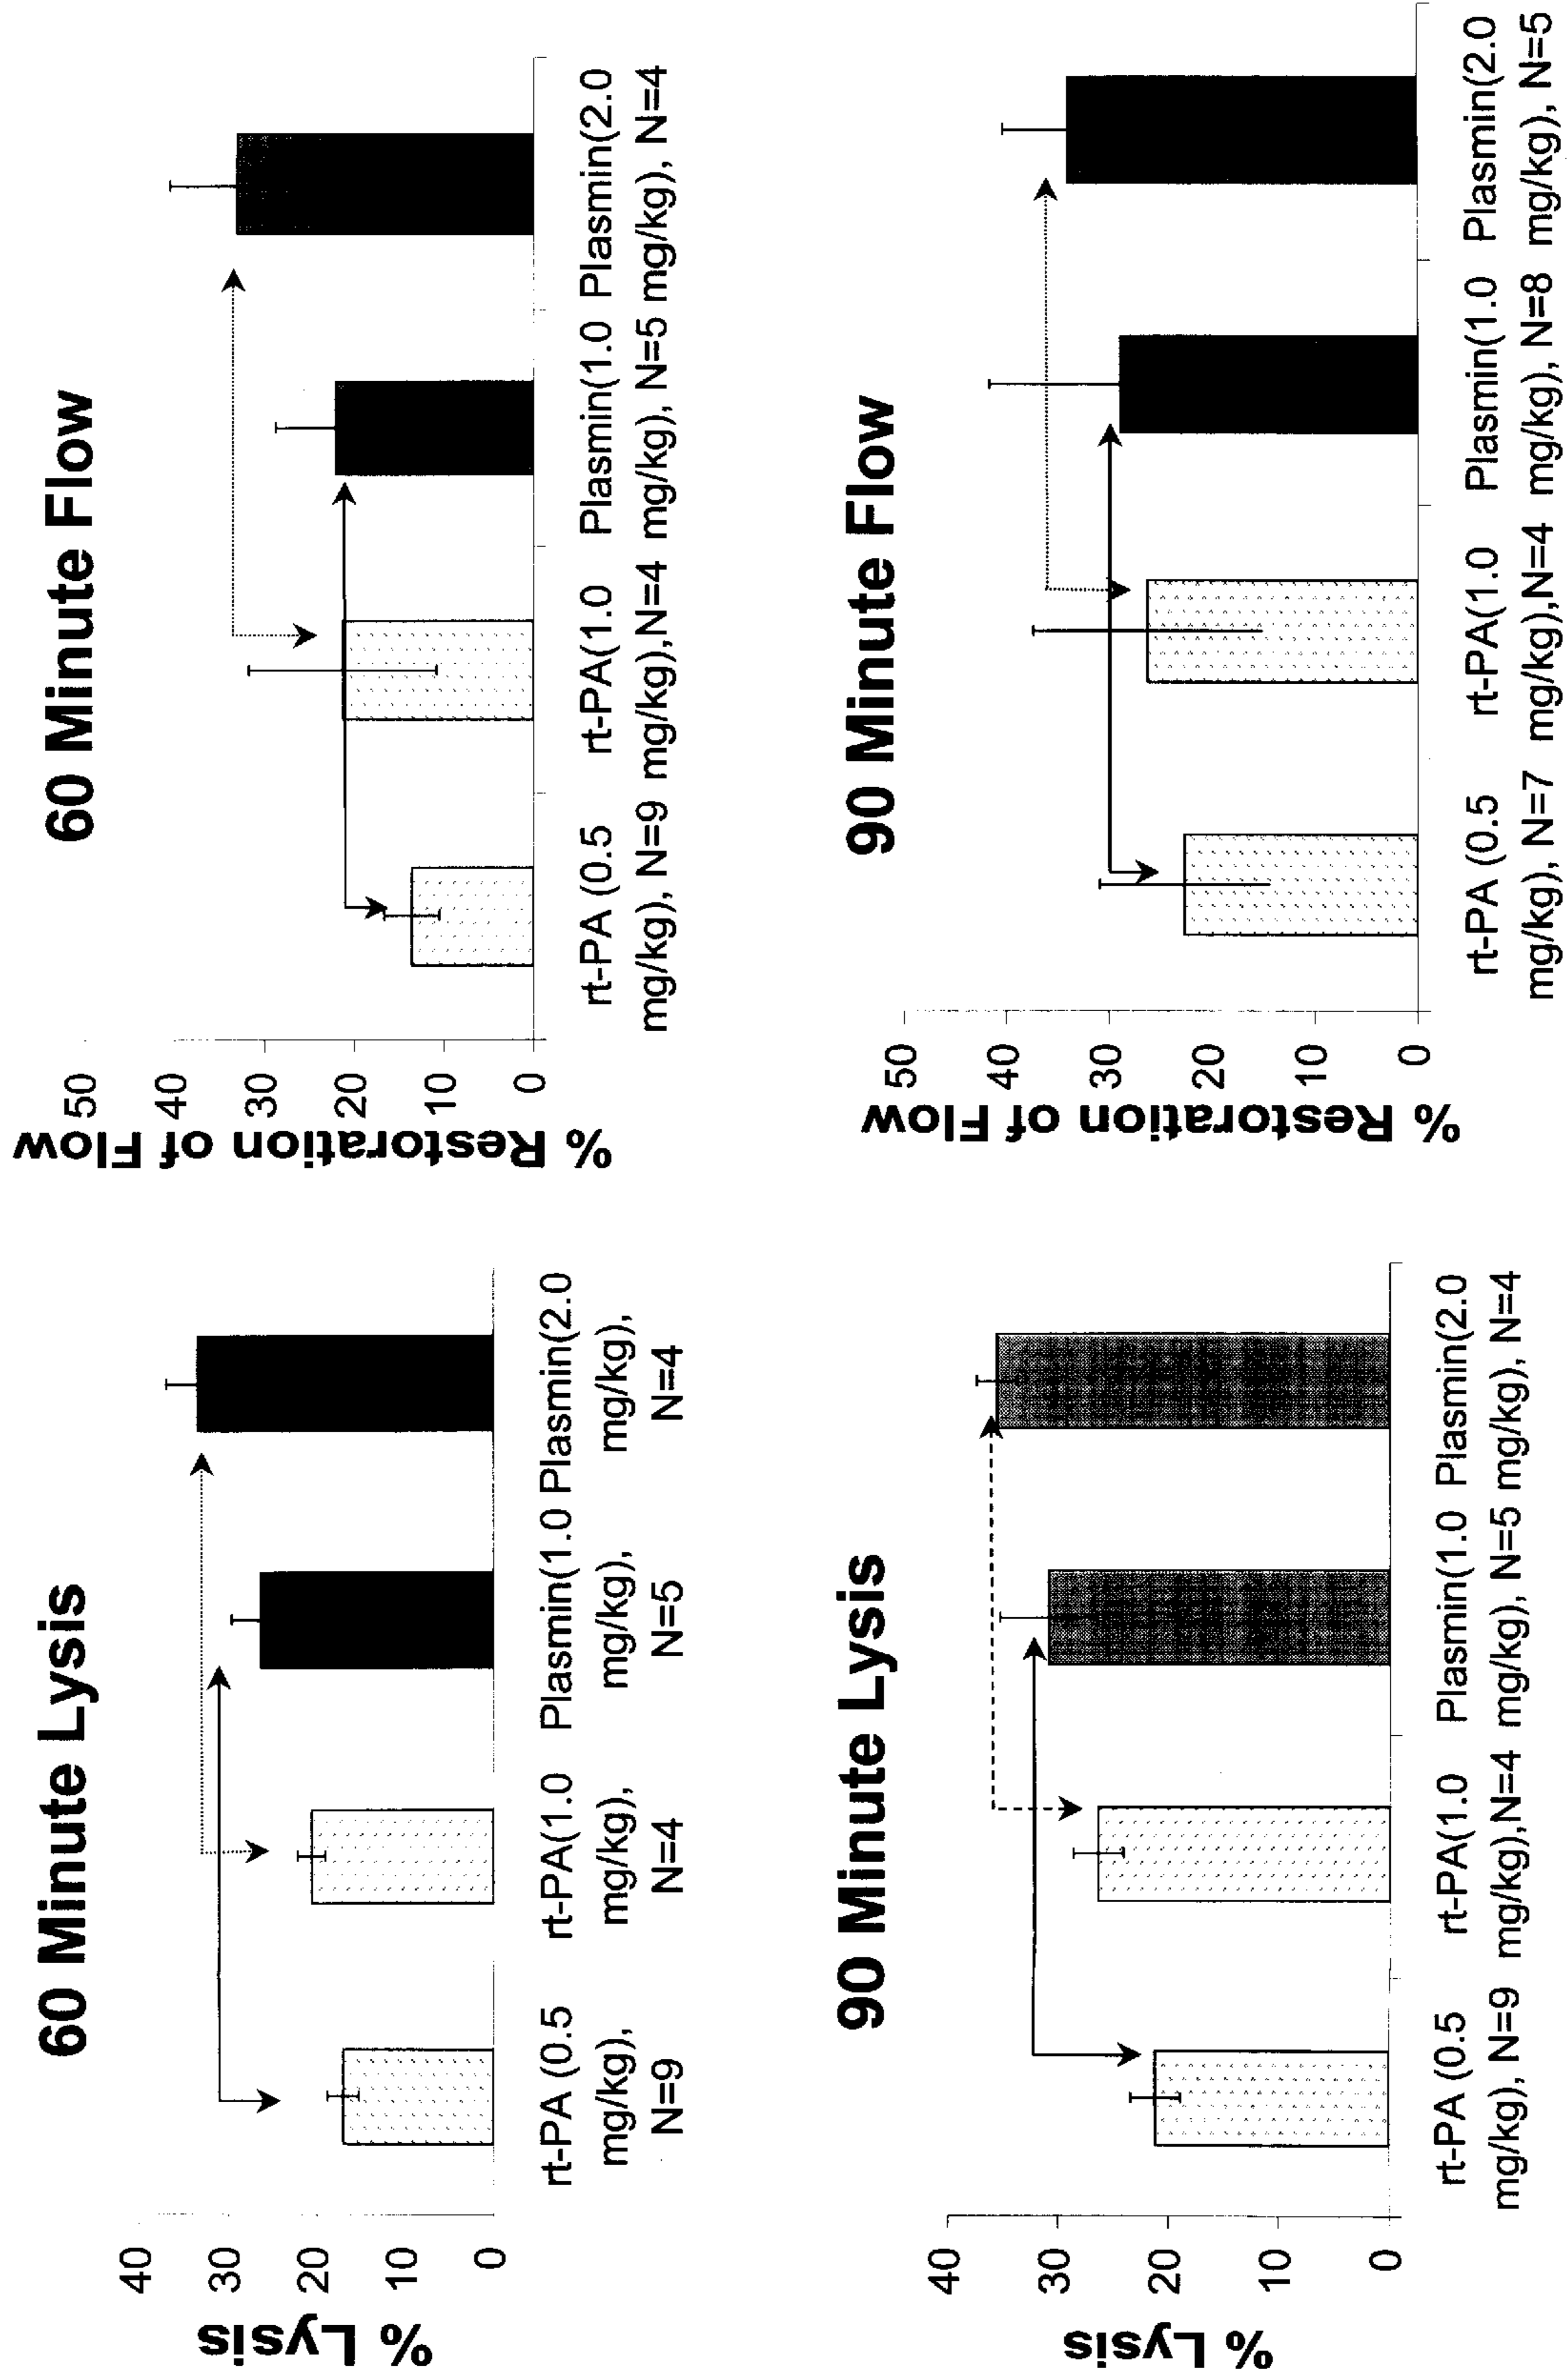 60 Minute Lysis
% Lysis
40
30
20
10
0
rt-PA (0.5 rt-PA(1.0 Plasmin(1.0 Plasmin(2.0
mg/kg), mg/kg), mg/kg), mg/kg),
N=9 N=4 N=5 N=4
60 Minute Flow
% Restoration of Flow
50
40
30
20
10
0
rt-PA (0.5 rt-PA(1.0 Plasmin(1.0 Plasmin(2.0
mg/kg), N=9 mg/kg),N=4 mg/kg), N=5 mg/kg), N=4
90 Minute Lysis
% Lysis
40
30
20
10
0
rt-PA (0.5 rt-PA(1.0 Plasmin(1.0 Plasmin(2.0
mg/kg), N=9 mg/kg),N=4 mg/kg), N=5 mg/kg), N=4
90 Minute Flow
% Restoration of Flow
50
40
30
20
10
0
rt-PA (0.5 rt-PA(1.0 Plasmin(1.0 Plasmin(2.0
mg/kg), N=7 mg/kg),N=4 mg/kg), N=8 mg/kg), N=5